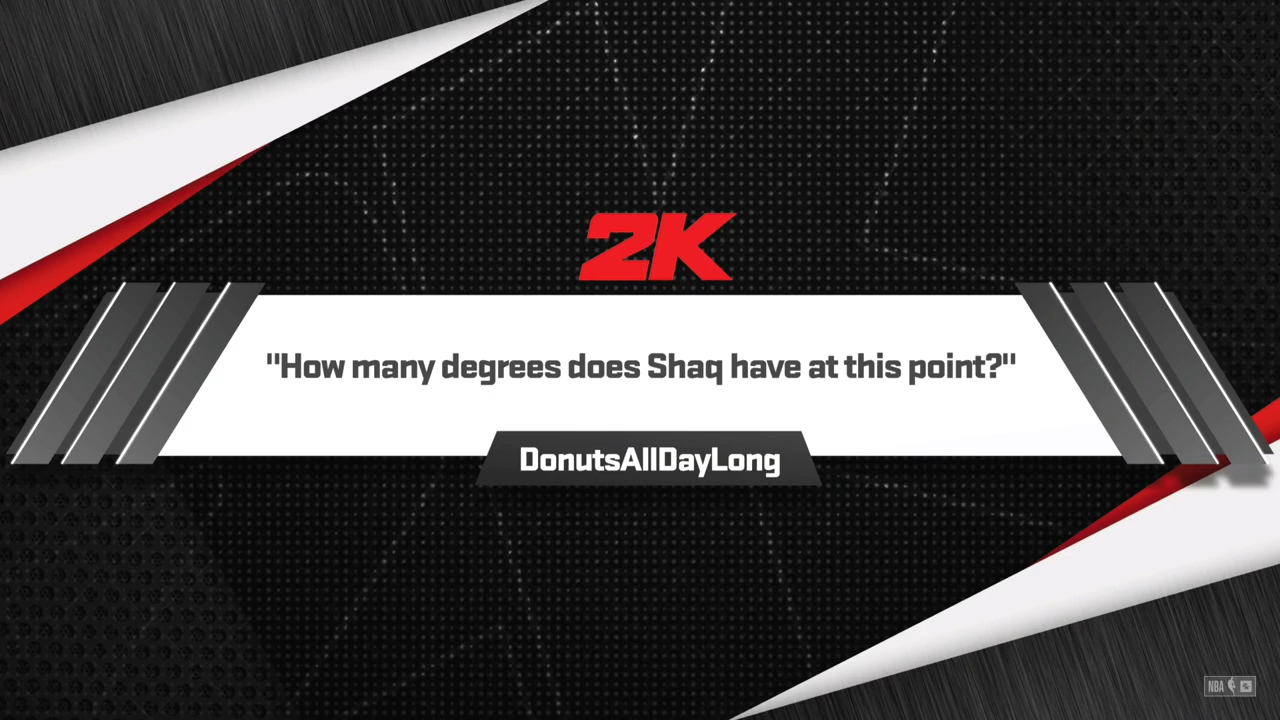 2K
"How many degrees does Shaq have at this point?"
DonutsAllDayLong
NBA